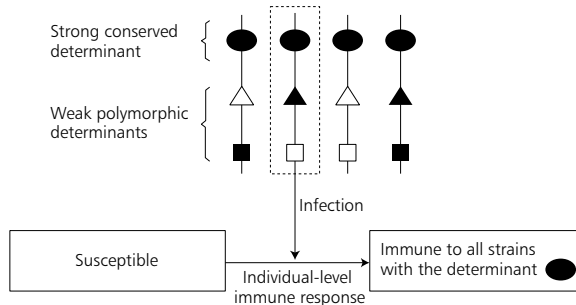 Strong conserved
determinant
Weak polymorphic
determinants
Infection
Susceptible
Individual-level
immune response
Immune to all strains
with the determinant